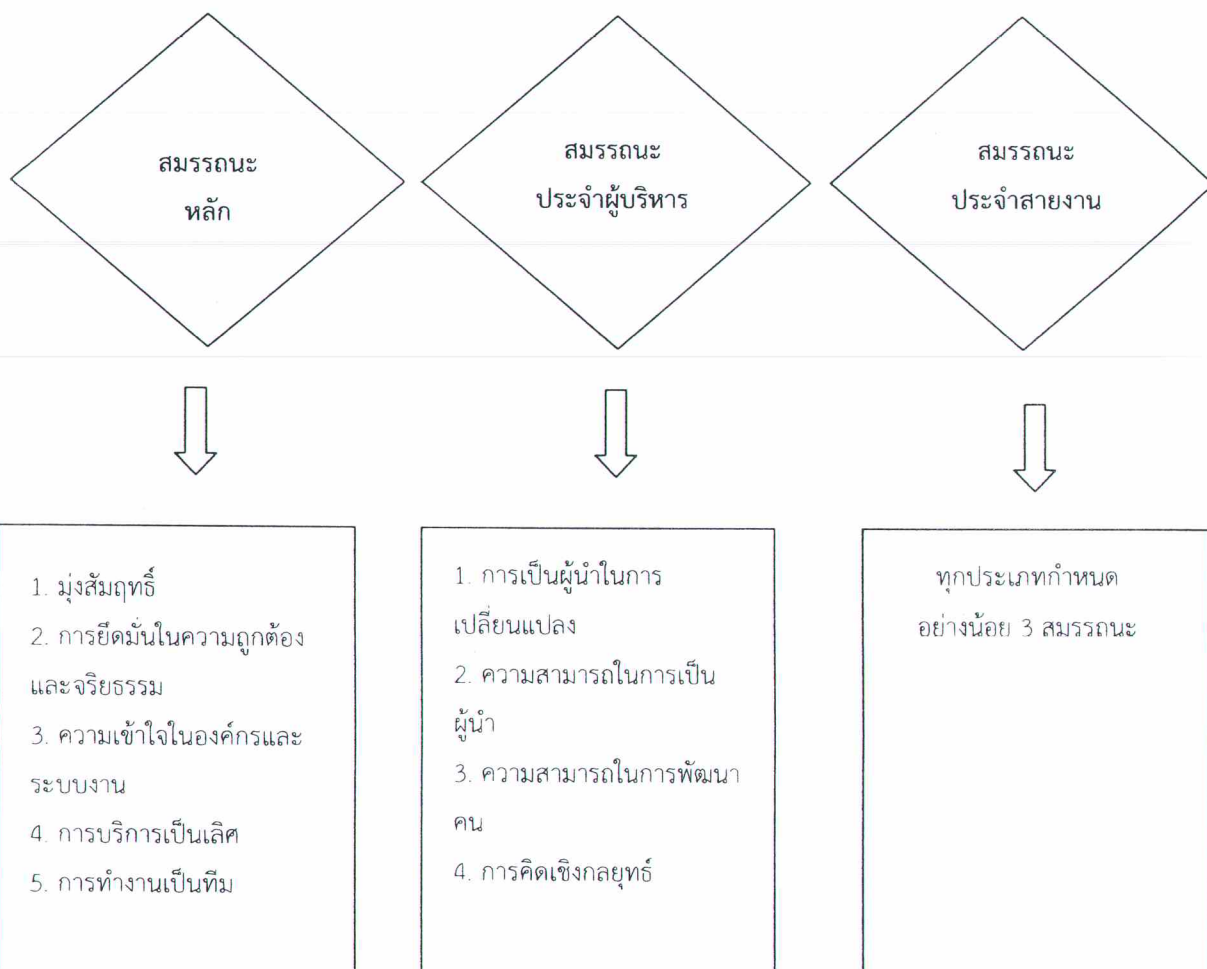 สมรรถนะ
หลัก
สมรรถนะ
ประจำผู้บริหาร
สมรรถนะ
ประจำสายงาน
1. มุ่งสัมฤทธิ์
2. การยึดมั่นในความถูกต้อง
และจริยธรรม
3. ความเข้าใจในองค์กรและ
ระบบงาน
4. การบริการเป็นเลิศ
5. การทำงานเป็นทีม
1. การเป็นผู้นำในการ
เปลี่ยนแปลง
2. ความสามารถในการเป็น
ผู้นำ
3. ความสามารถในการพัฒนา
คน
4. การคิดเชิงกลยุทธ์
ทุกประเภทกำหนด
อย่างน้อย 3 สมรรถนะ